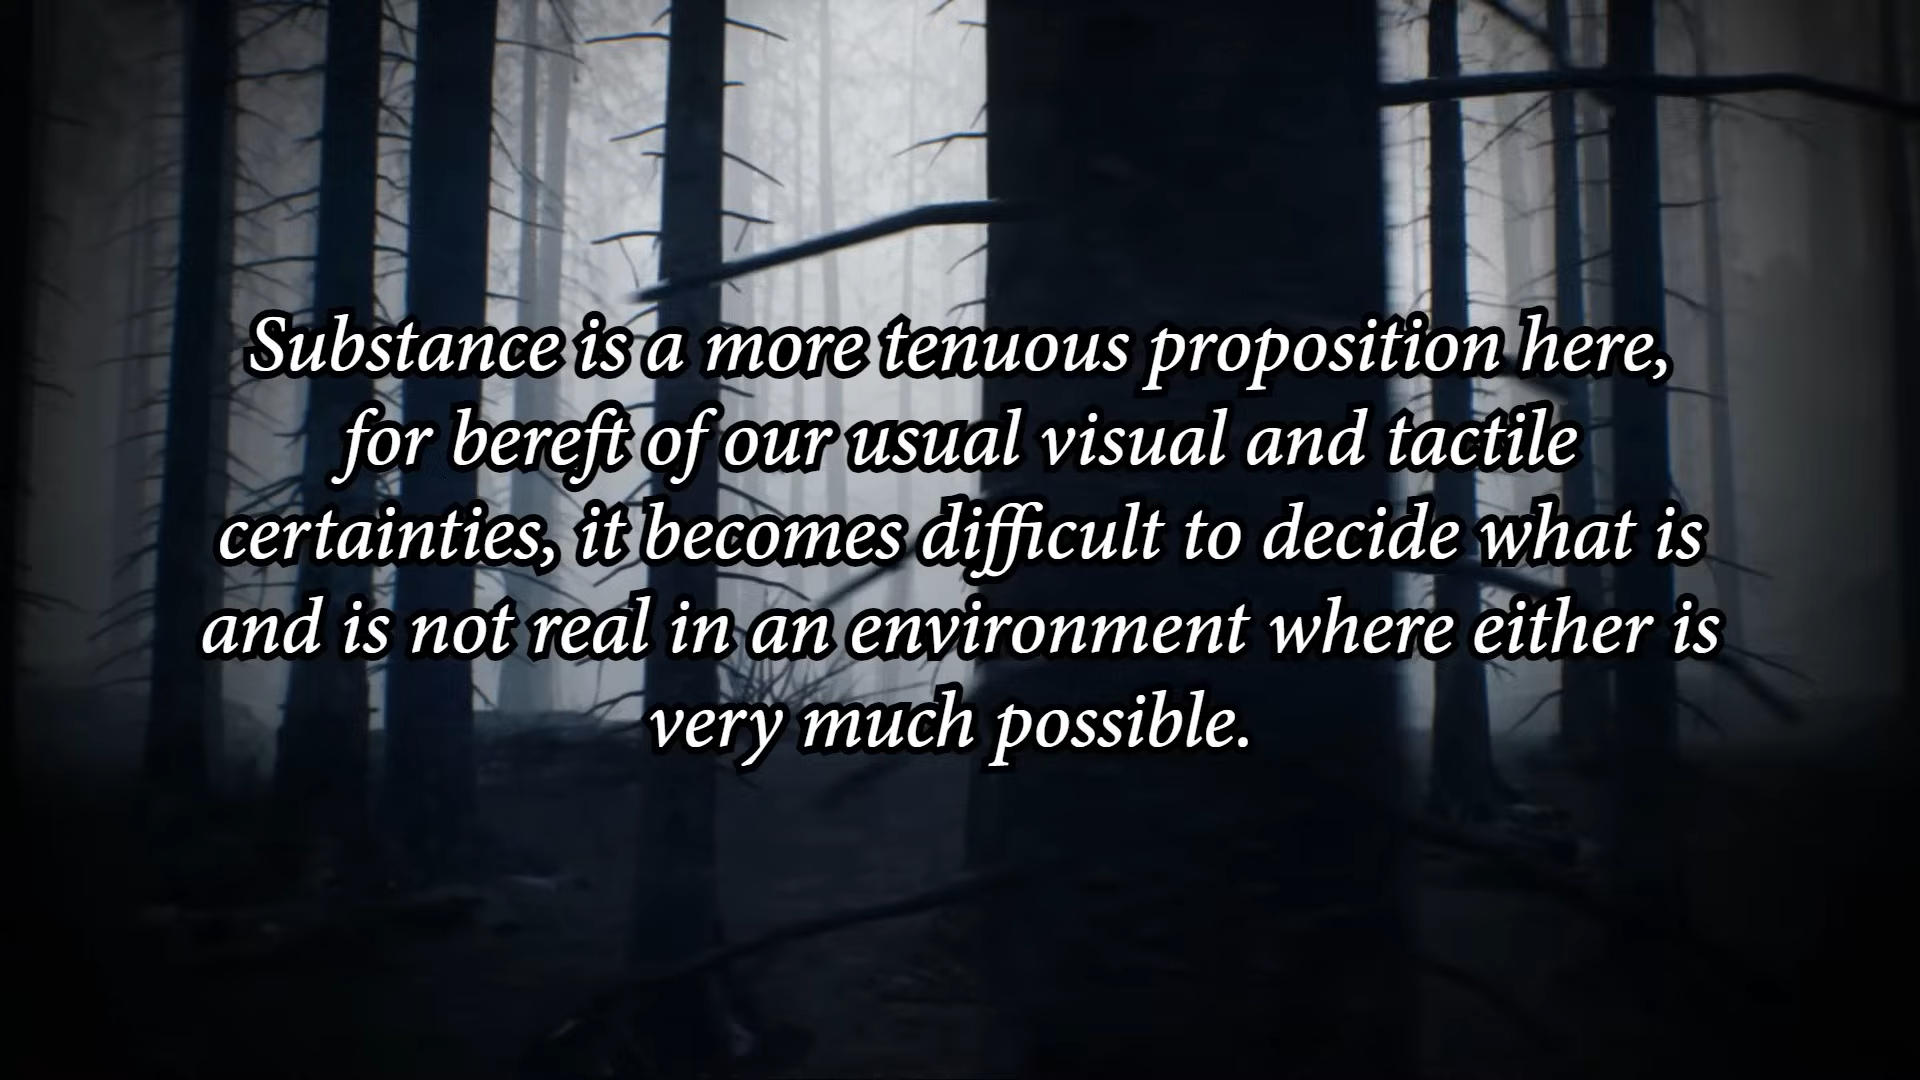 Substance is a more tenuous proposition here,
for bereft of our usual visual and tactile
certainties, it becomes difficult to decide what is
and is not real in an environment where either is
very much possible.